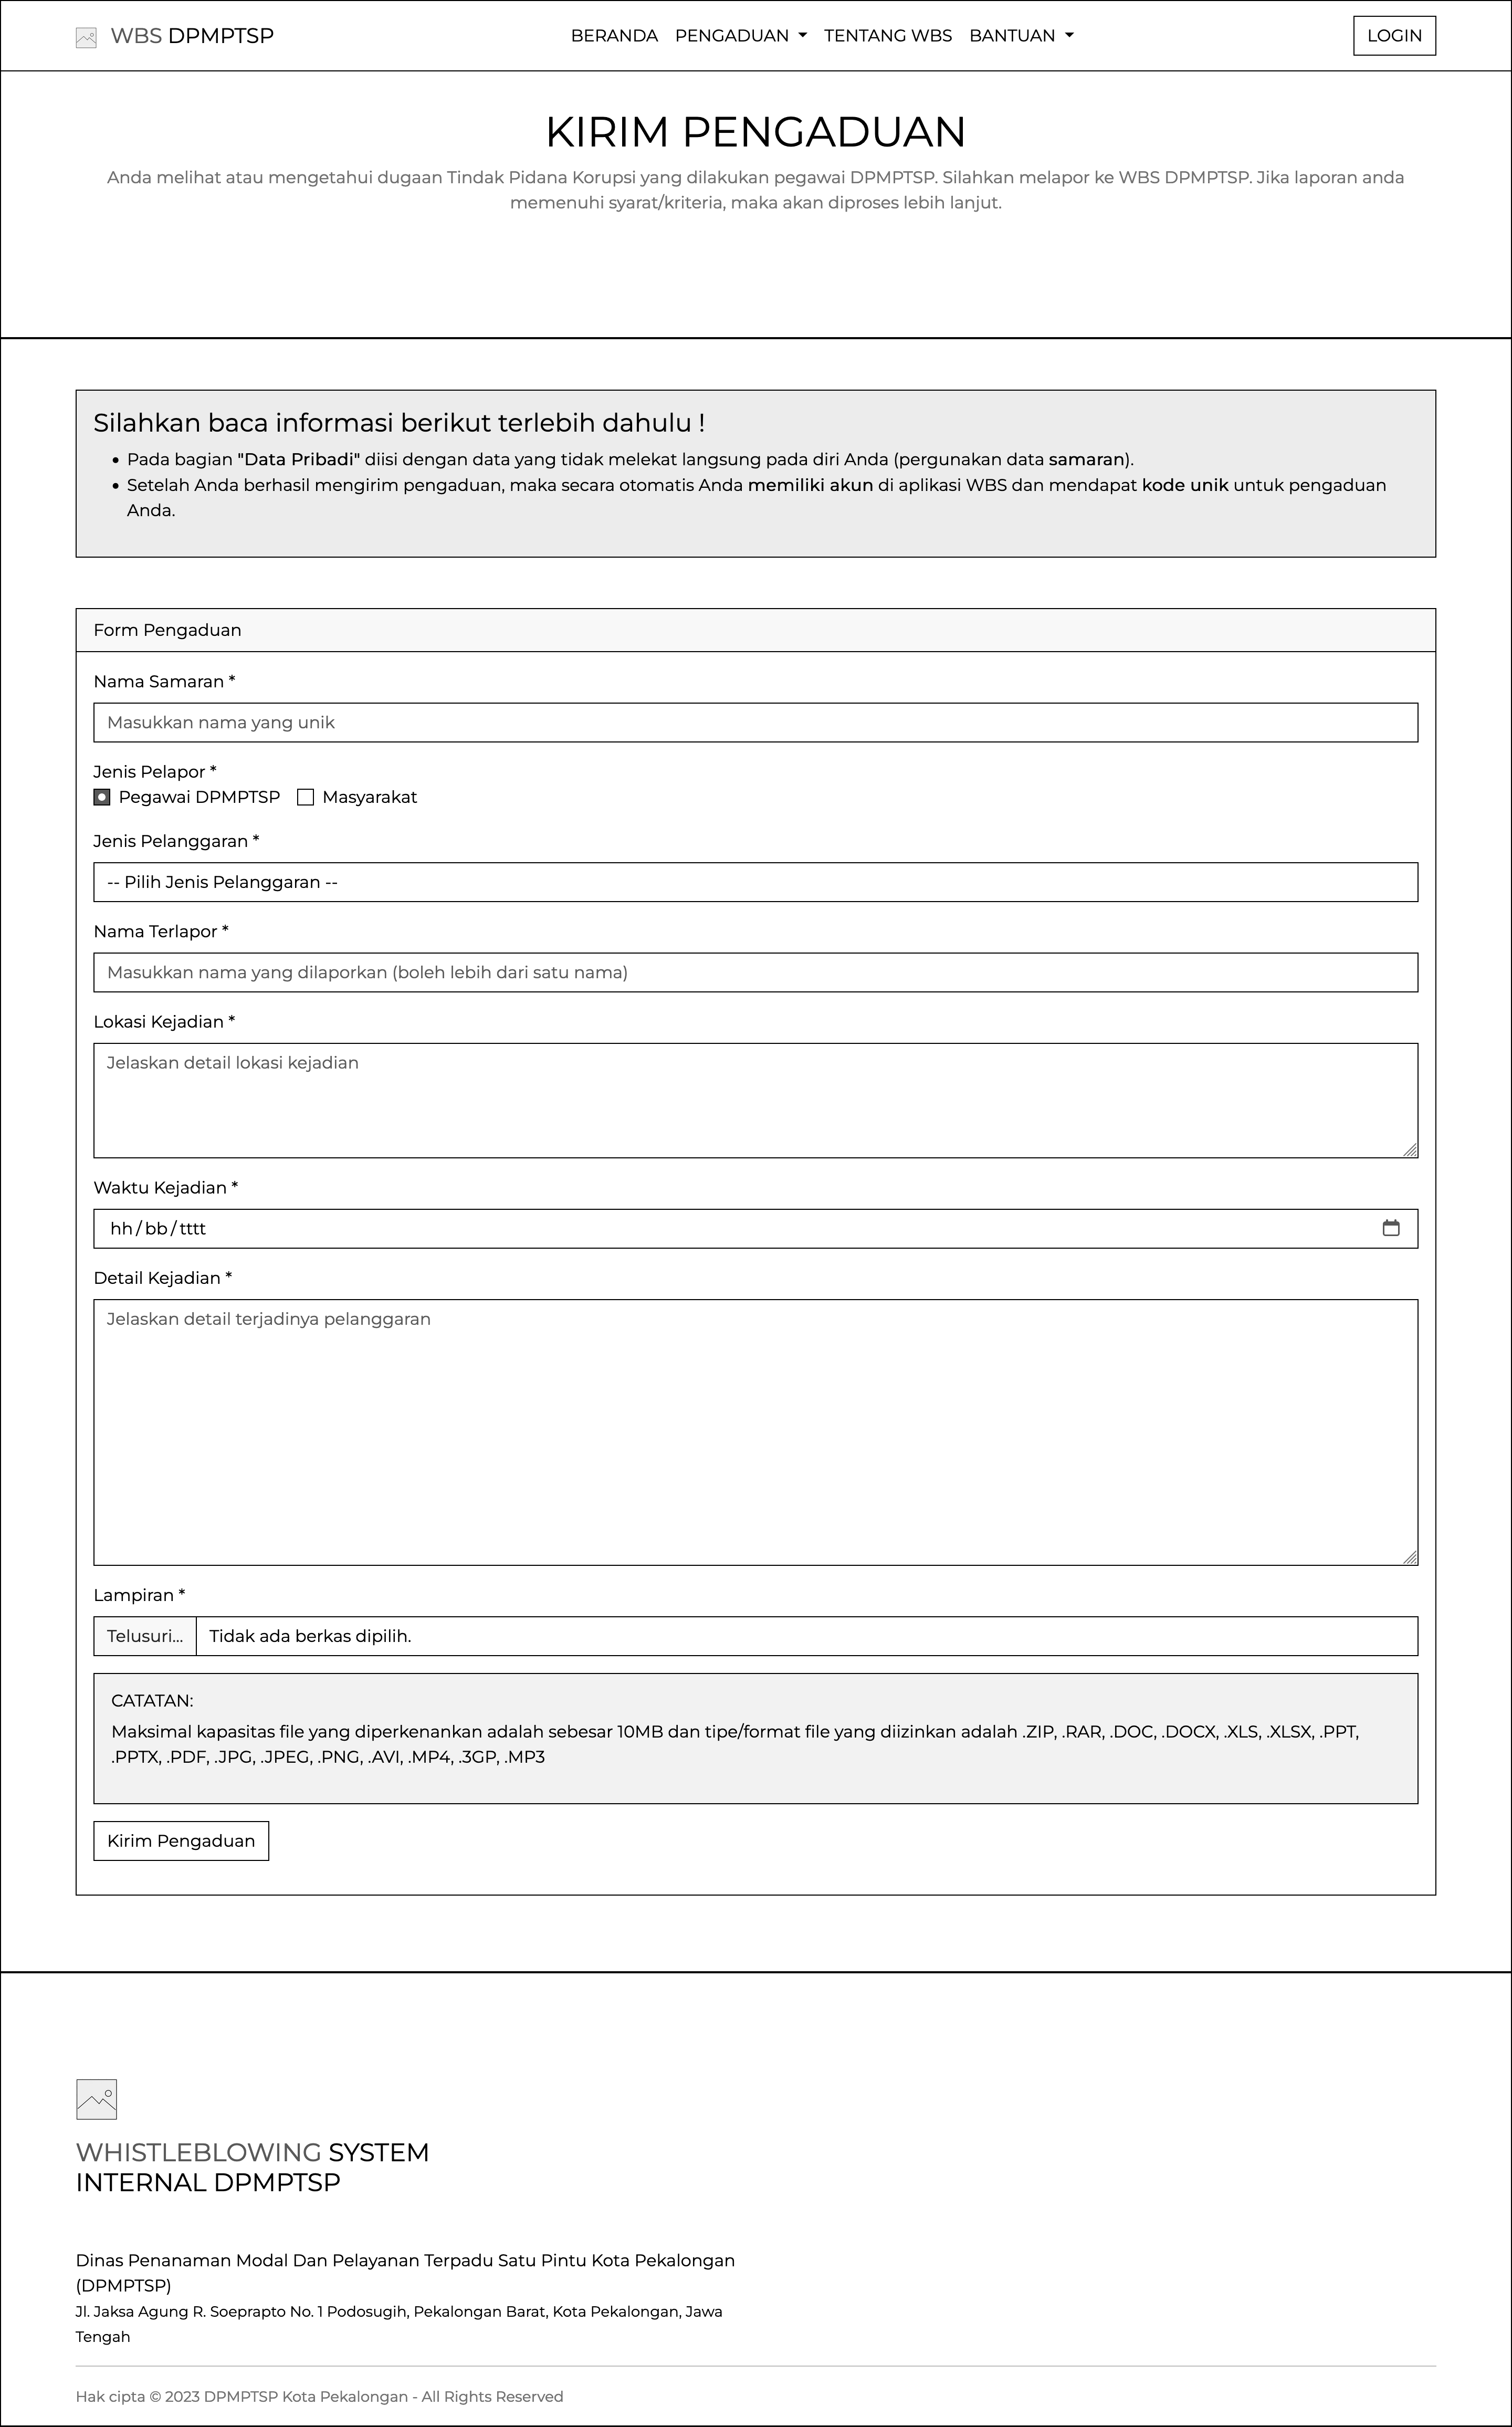 WBS DPMPTSP
BERANDA PENGADUAN TENTANG WBS BANTUAN
LOGIN
KIRIM PENGADUAN
Anda melihat atau mengetahui dugaan Tindak Pidana Korupsi yang dilakukan pegawai DPMPTSP. Silahkan melapor ke WBS DPMPTSP. Jika laporan anda
memenuhi syarat/kriteria, maka akan diproses lebih lanjut.
Silahkan baca informasi berikut terlebih dahulu !
• Pada bagian "Data Pribadi" diisi dengan data yang tidak melekat langsung pada diri Anda (pergunakan data samaran).
• Setelah Anda berhasil mengirim pengaduan, maka secara otomatis Anda memiliki akun di aplikasi WBS dan mendapat kode unik untuk pengaduan
Anda.
Form Pengaduan
Nama Samaran *
Masukkan nama yang unik
Jenis Pelapor *
Pegawai DPMPTSP Masyarakat
Jenis Pelanggaran *
-- Pilih Jenis Pelanggaran --
Nama Terlapor *
Masukkan nama yang dilaporkan (boleh lebih dari satu nama)
Lokasi Kejadian *
Jelaskan detail lokasi kejadian
Waktu Kejadian *
hh/bb/tttt
Detail Kejadian *
Jelaskan detail terjadinya pelanggaran
Lampiran *
Telusuri... Tidak ada berkas dipilih.
CATATAN:
Maksimal kapasitas file yang diperkenankan adalah sebesar 10MB dan tipe/format file yang diizinkan adalah .ZIP, .RAR, .DOC, .DOCX, .XLS, .XLSX, .PPT,
.PPTX, .PDF, .JPG, .JPEG, .PNG, .AVI, .MP4, .3GP, .MP3
Kirim Pengaduan
WHISTLEBLOWING SYSTEM
INTERNAL DPMPTSP
Dinas Penanaman Modal Dan Pelayanan Terpadu Satu Pintu Kota Pekalongan
(DPMPTSP)
Jl. Jaksa Agung R. Soeprapto No. 1 Podosugih, Pekalongan Barat, Kota Pekalongan, Jawa
Tengah
Hak cipta © 2023 DPMPTSP Kota Pekalongan - All Rights Reserved